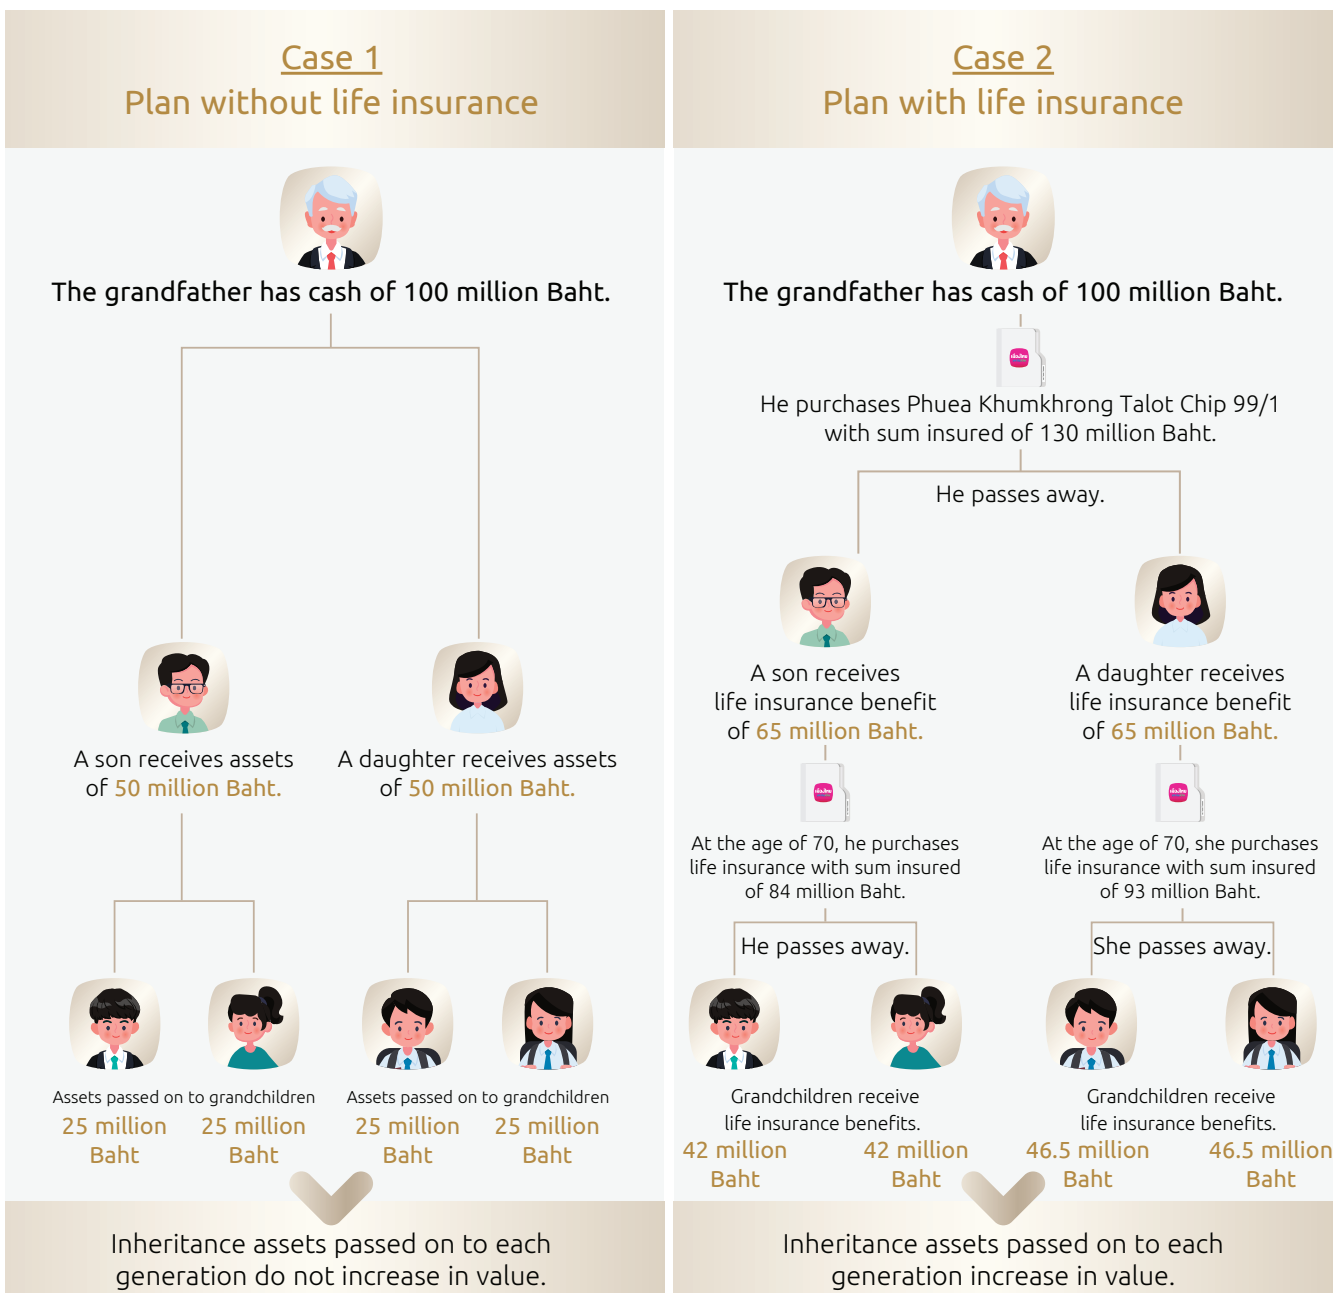 Case 1
Plan without life insurance
The grandfather has cash of 100 million Baht.
A son receives assets
of 50 million Baht.
A daughter receives assets
of 50 million Baht.
Assets passed on to grandchildren
25 million
Baht
25 million
Baht
Assets passed on to grandchildren
25 million
Baht
25 million
Baht
Inheritance assets passed on to each
generation do not increase in value.
Case 2
Plan with life insurance
The grandfather has cash of 100 million Baht.
He purchases Phuea Khumkhrong Talot Chip 99/1
with sum insured of 130 million Baht.
He passes away.
A son receives
life insurance benefit
of 65 million Baht.
A daughter receives
life insurance benefit
of 65 million Baht.
At the age of 70, he purchases
life insurance with sum insured
of 84 million Baht.
At the age of 70, she purchases
life insurance with sum insured
of 93 million Baht.
He passes away.
She passes away.
Grandchildren receive
life insurance benefits.
42 million
Baht
42 million
Baht
Grandchildren receive
life insurance benefits.
46.5 million
Baht
46.5 million
Baht
Inheritance assets passed on to each
generation increase in value.